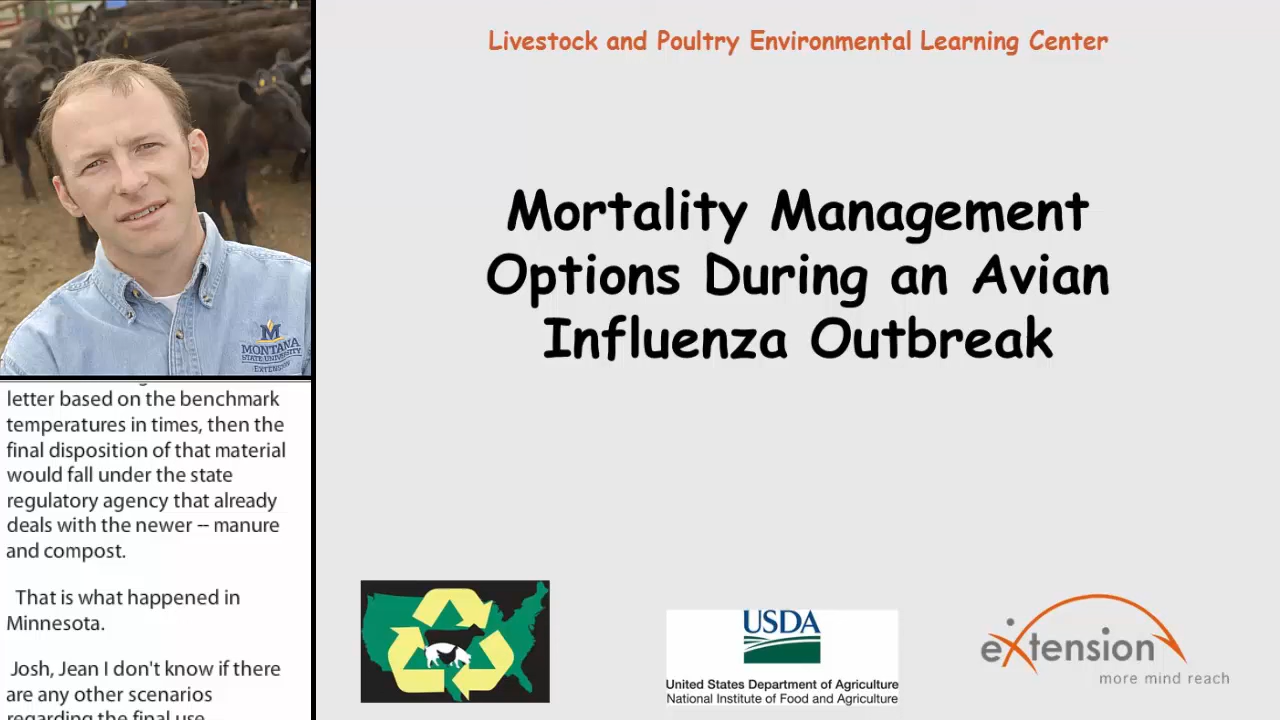 Livestock and Poultry Environmental Learning Center
Mortality Management
Options During an Avian
Influenza Outbreak
MONTANA
STATE UNIVERSITY
EXTENSION
letter based on the benchmark
temperatures in times, then the
final disposition of that material
would fall under the state
regulatory agency that already
deals with the newer -- manure
and compost.
That is what happened in
Minnesota.
Josh, Jean I don't know if there
are any other scenarios
regarding the final use
USDA
United States Department of Agriculture
National Institute of Food and Agriculture
eXtension
more mind reach